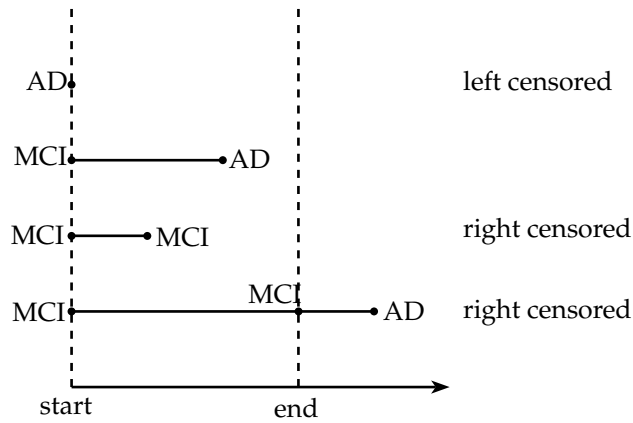 AD left censored
MCI AD
MCI MCI right censored
MCI MCI AD right censored
start end